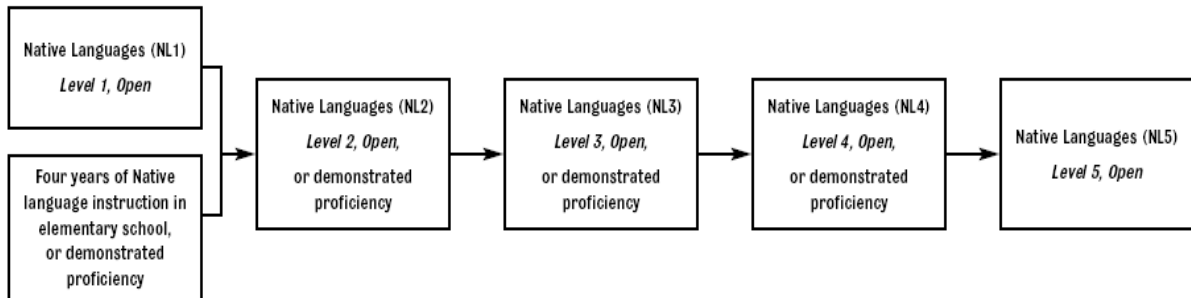 Native Languages (NL1)
Level 1, Open
Four years of Native
language instruction in
elementary school,
or demonstrated
proficiency
Native Languages (NL2)
Level 2, Open,
or demonstrated
proficiency
Native Languages (NL3)
Level 3, Open,
or demonstrated
proficiency
Native Languages (NL4)
Level 4, Open,
or demonstrated
proficiency
Native Languages (NL5)
Level 5, Open